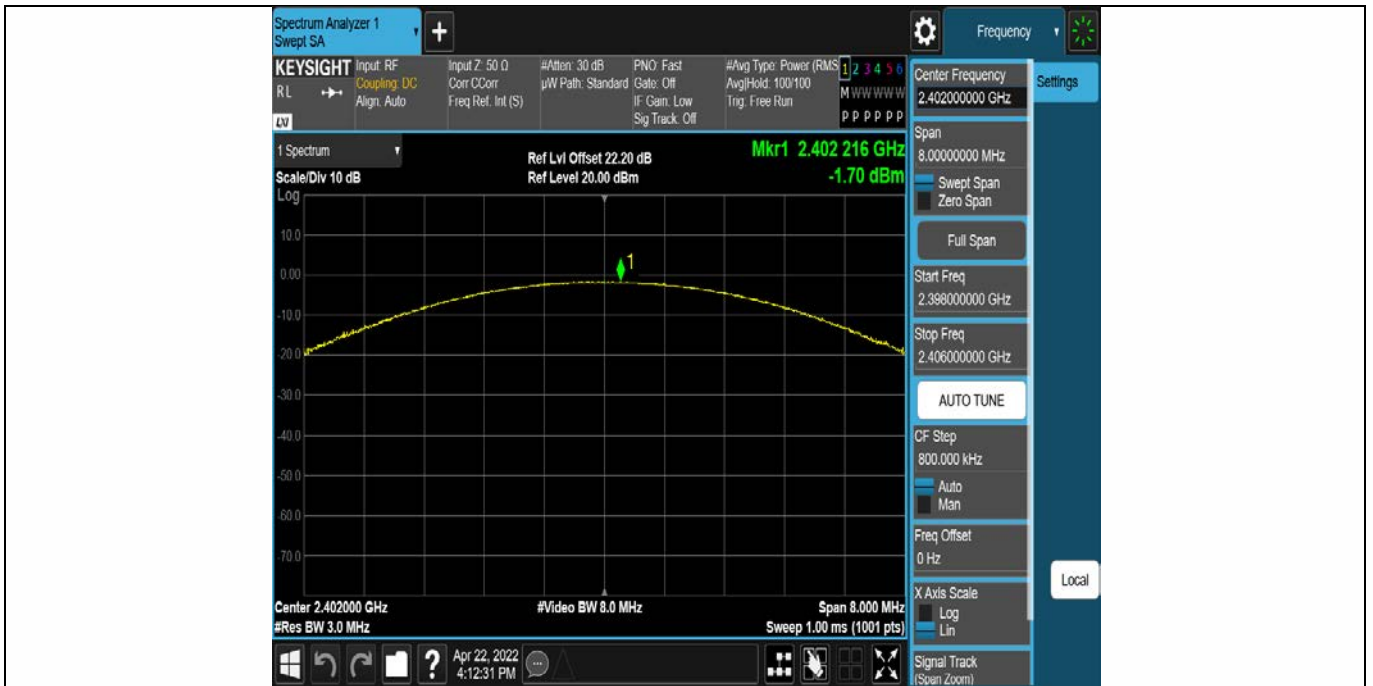 Spectrum Analyzer 1
Swept SA
+
Frequency
KEYSIGHT
RL
LXI
Input: RF
Coupling: DC
Align: Auto
Input Z: 50 Ω
Corr CCorr
Freq Ref: Int (S)
#Atten: 30 dB
µW Path: Standard
PNO: Fast
Gate: Off
IF Gain: Low
Sig Track: Off
#Avg Type: Power (RMS
Avg|Hold: 100/100
Trig: Free Run
1 2 3 4 5 6
M W W W W W
P P P P P P
1 Spectrum
Scale/Div 10 dB
Log
Ref Lvl Offset 22.20 dB
Ref Level 20.00 dBm
Mkr1 2.402 216 GHz
-1.70 dBm
10.0
0.00
-10.0
-20.0
-30.0
-40.0
-50.0
-60.0
-70.0
1
Center 2.402000 GHz
#Res BW 3.0 MHz
#Video BW 8.0 MHz
Span 8.000 MHz
Sweep 1.00 ms (1001 pts)
Center Frequency
2.402000000 GHz
Span
8.00000000 MHz
Swept Span
Zero Span
Full Span
Start Freq
2.398000000 GHz
Stop Freq
2.406000000 GHz
AUTO TUNE
CF Step
800.000 kHz
Auto
Man
Freq Offset
0 Hz
X Axis Scale
Log
Lin
Signal Track
(Span Zoom)
Settings
Local
?
Apr 22, 2022
4:12:31 PM